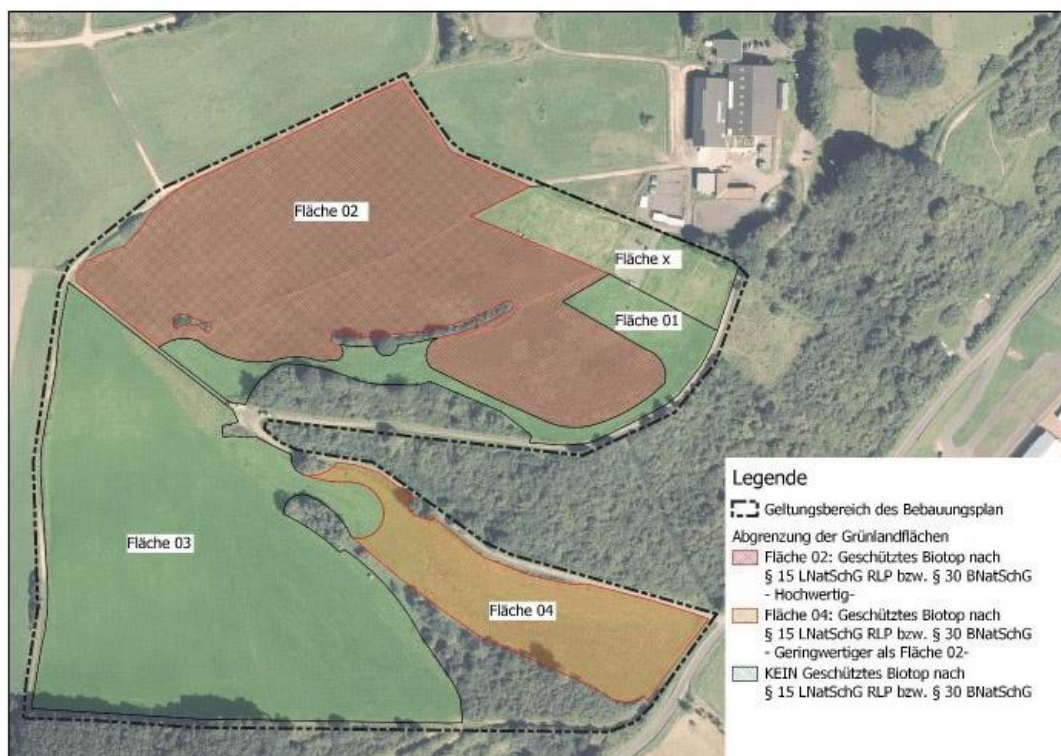 Fläche 02
Fläche x
Fläche 01
Fläche 03
Fläche 04
Legende
Geltungsbereich des Bebauungsplan
Abgrenzung der Grünlandflächen
Fläche 02: Geschütztes Biotop nach
§ 15 LNatSchG RLP bzw. § 30 BNatSchG
- Hochwertig-
Fläche 04: Geschütztes Biotop nach
§ 15 LNatSchG RLP bzw. § 30 BNatSchG
- Geringwertiger als Fläche 02-
KEIN Geschütztes Biotop nach
§ 15 LNatSchG RLP bzw. § 30 BNatSchG